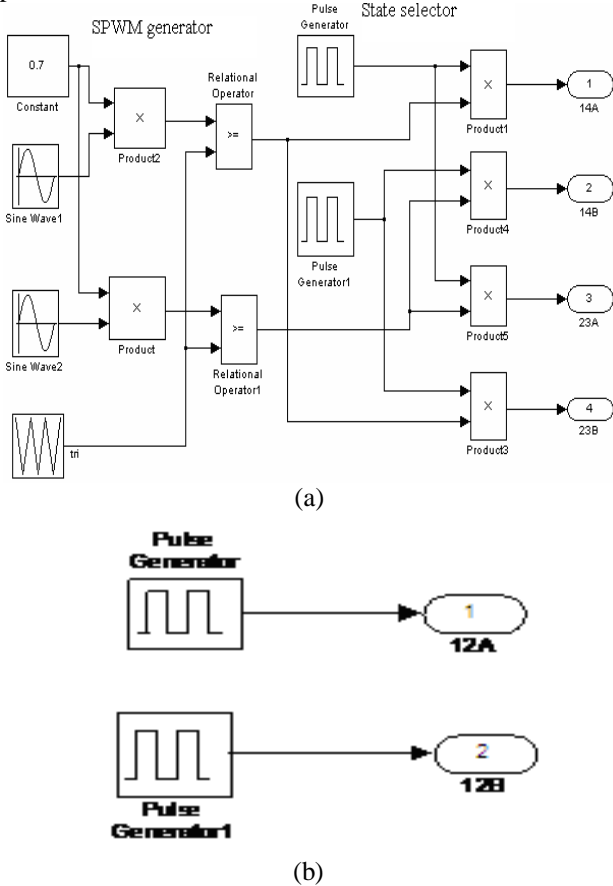 SPWM generator
State selector
Pulse
Generator
0.7
Constant
Relational
Operator
X
Product2
>=
X
Product1
1
14A
Sine Wave1
X
Product4
2
14B
Pulse
Generator1
X
Product
>=
X
Product5
3
23A
Sine Wave2
Relational
Operator1
X
Product3
4
23B
tri
(a)
Pulse
Generator
1
12A
2
12B
Pulse
Generator1
(b)